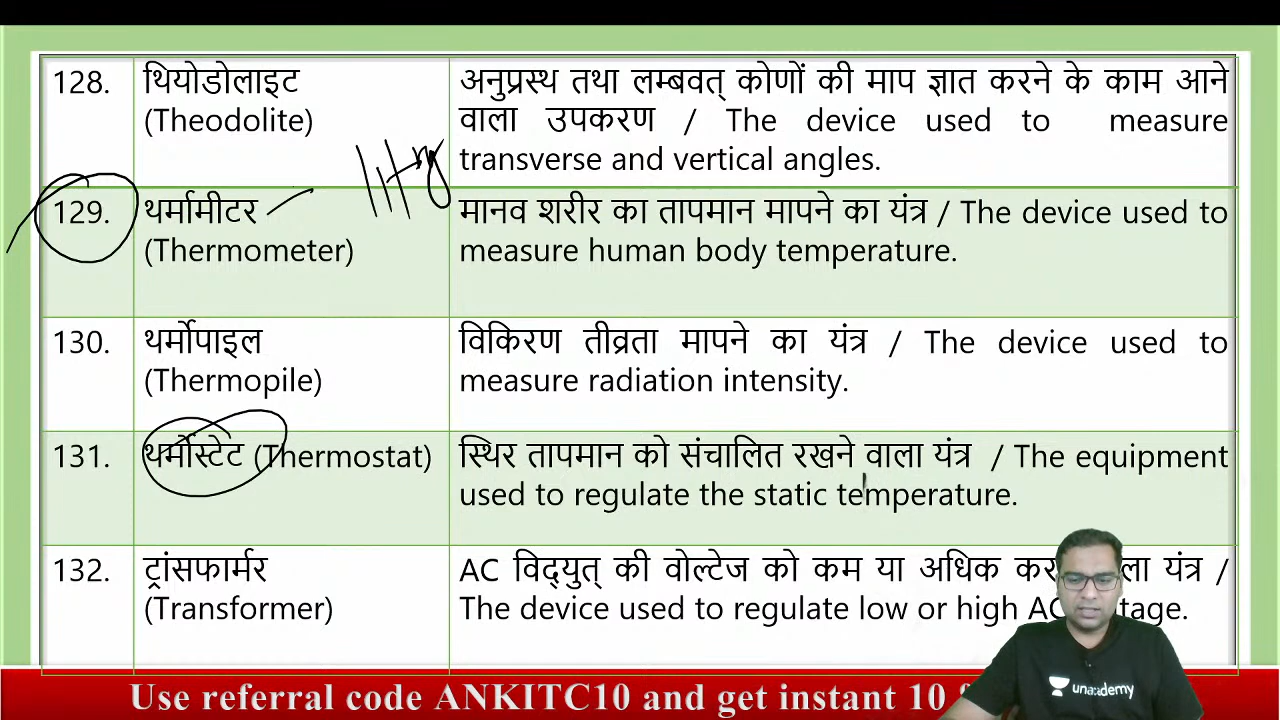 128.
थियोडोलाइट
(Theodolite)
अनुप्रस्थ तथा लम्बवत् कोणों की माप ज्ञात करने के काम आने
वाला उपकरण / The device used to measure
transverse and vertical angles.
129.
थर्मामीटर
(Thermometer)
मानव शरीर का तापमान मापने का यंत्र / The device used to
measure human body temperature.
130.
थर्मोपाइल
(Thermopile)
विकिरण तीव्रता मापने का यंत्र / The device used to
measure radiation intensity.
131.
थर्मोस्टेट (Thermostat)
स्थिर तापमान को संचालित रखने वाला यंत्र / The equipment
used to regulate the static temperature.
132.
ट्रांसफार्मर
(Transformer)
AC विद्युत् की वोल्टेज को कम या अधिक यंत्र /
The device used to regulate low or high AC
unacademy
Use referral code ANKITC10 and get instant 10